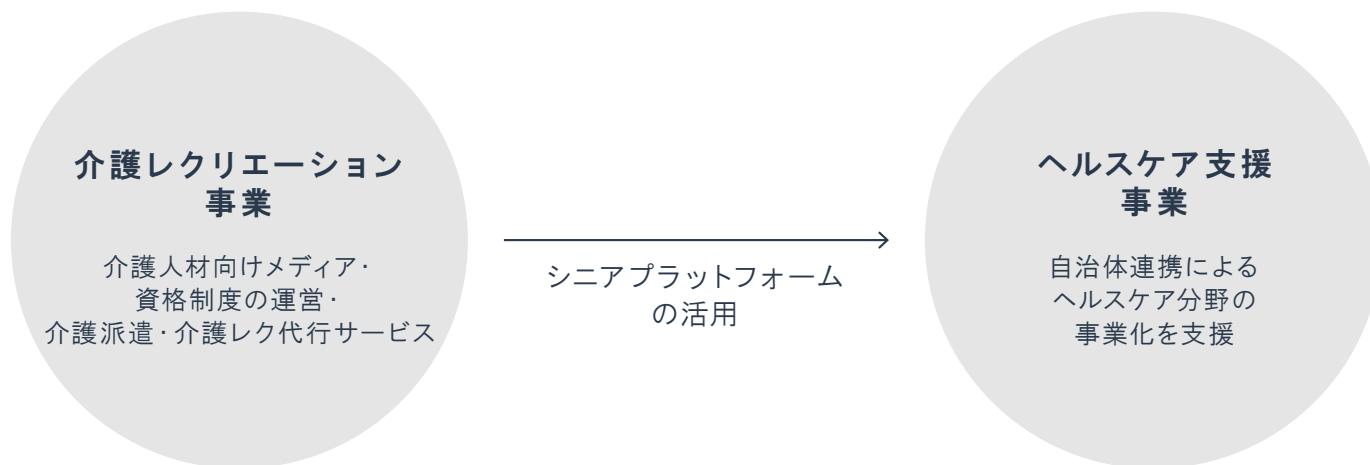 介護レクリエーション
事業
介護人材向けメディア・
資格制度の運営・
介護派遣・介護レク代行サービス
シニアプラットフォーム
の活用
ヘルスケア支援
事業
自治体連携による
ヘルスケア分野の
事業化を支援